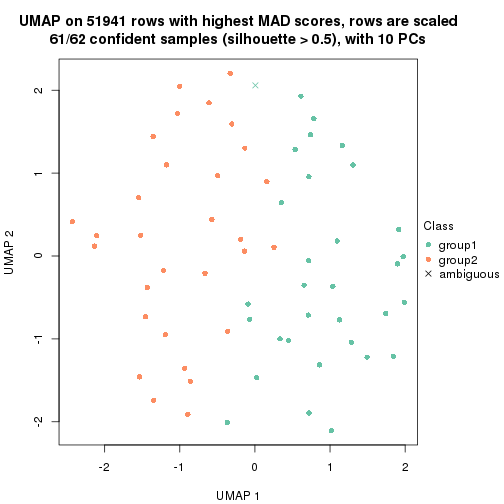 UMAP on 51941 rows with highest MAD scores, rows are scaled
61/62 confident samples (silhouette > 0.5), with 10 PCs
UMAP 2
2
1
0
-1
-2
-2
-1
0
1
2
UMAP 1
Class
group1
group2
ambiguous